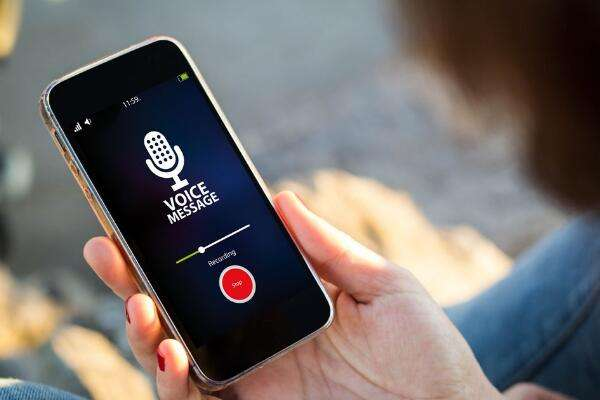 11:59
VOICE
MESSAGE
Recording
Stop